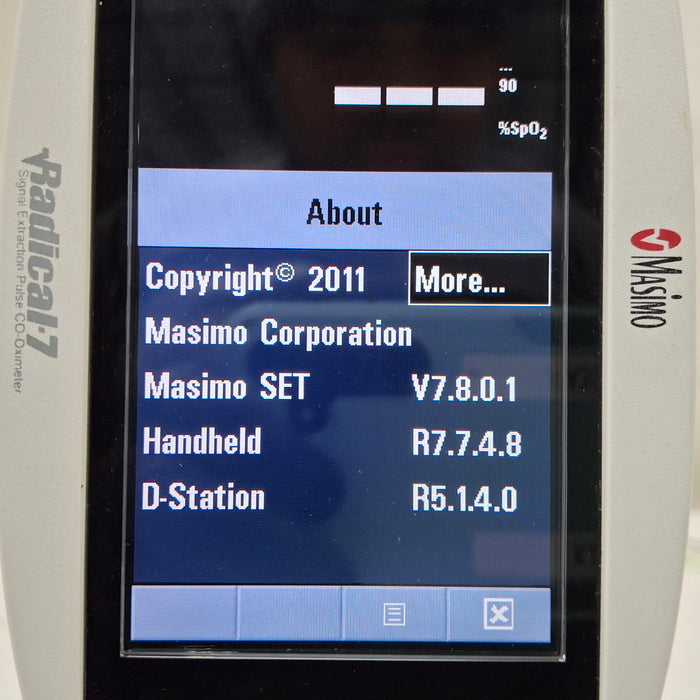 ---
90
%SpO₂
About
Copyright© 2011 More...
Masimo Corporation
Masimo SET V7.8.0.1
Handheld R7.7.4.8
D-Station R5.1.4.0
Radical-7
Signal Extraction Pulse CO-Oximeter
Masimo